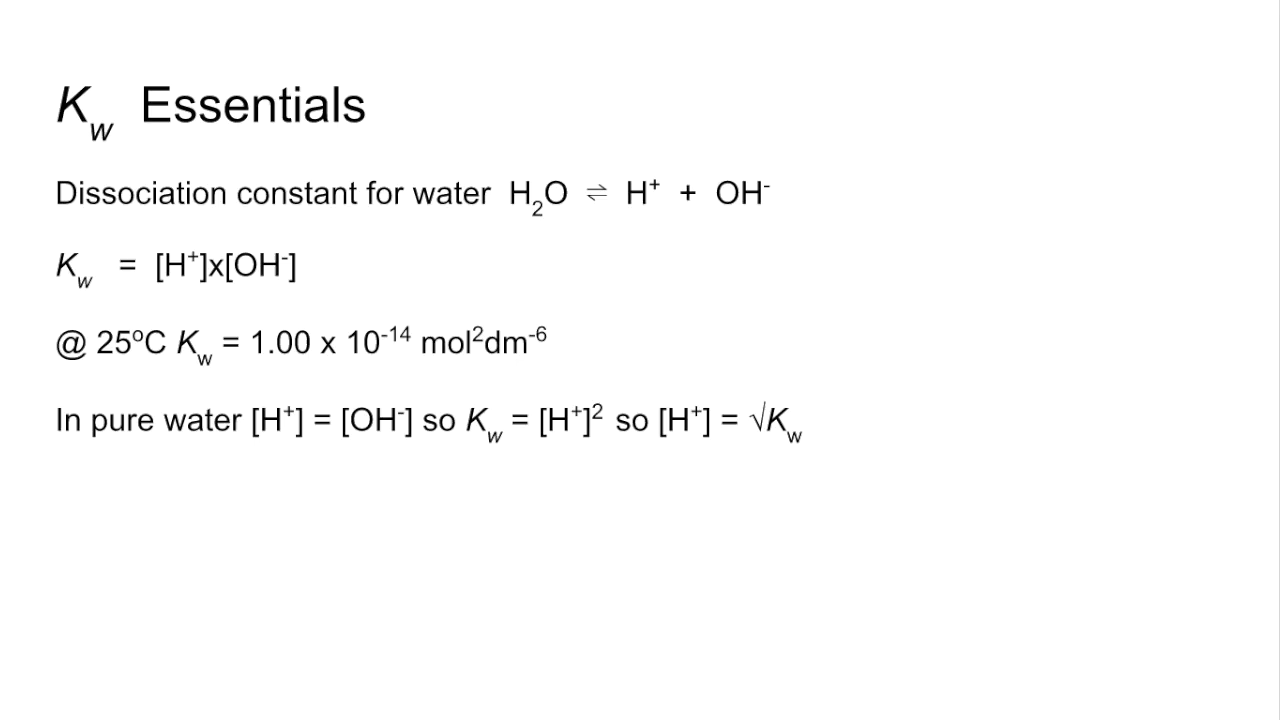 K𝑤 Essentials
Dissociation constant for water H₂O ⇌ H⁺ + OH⁻
Kw = [H⁺]x[OH⁻]
@ 25ºC Kw = 1.00 x 10⁻¹⁴ mol²dm⁻⁶
In pure water [H⁺] = [OH⁻] so Kw = [H⁺]² so [H⁺] = √Kw